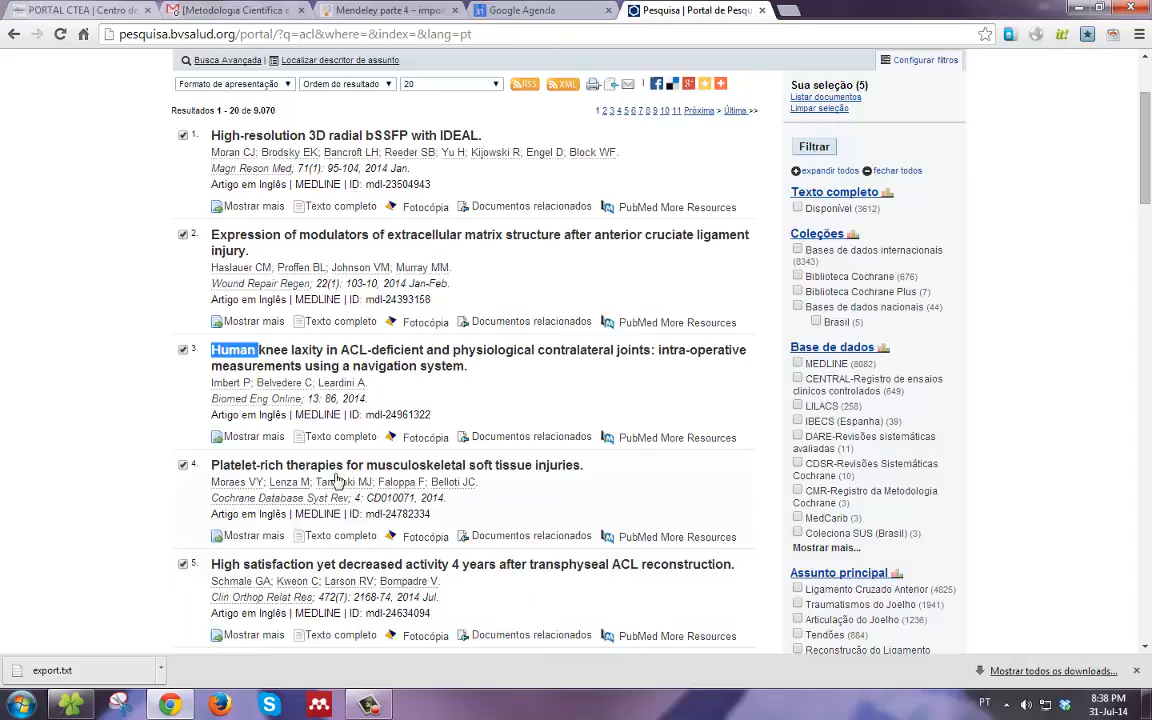 PORTAL CTEA | Centro de
[Metodologia Científica e
Mendeley parte 4 – impor
Google Agenda
Pesquisa | Portal de Pesqu
pesquisa.bvsalud.org/portal/?q=acl&where=&index=&lang=pt
Busca Avançada | Localizar descritor de assunto
Configurar filtros
Formato de apresentação
Ordem do resultado
20
RSS
XML
Resultados 1 - 20 de 9.070
1 2 3 4 5 6 7 8 9 10 11 Próxima > Última >>
1. High-resolution 3D radial bSSFP with IDEAL.
Moran CJ; Brodsky EK; Bancroft LH; Reeder SB; Yu H; Kijowski R; Engel D; Block WF.
Magn Reson Med; 71(1): 95-104, 2014 Jan.
Artigo em Inglês | MEDLINE | ID: mdl-23504943
Mostrar mais Texto completo Fotocópia Documentos relacionados PubMed More Resources
2. Expression of modulators of extracellular matrix structure after anterior cruciate ligament
injury.
Haslauer CM; Proffen BL; Johnson VM; Murray MM.
Wound Repair Regen; 22(1): 103-10, 2014 Jan-Feb.
Artigo em Inglês | MEDLINE | ID: mdl-24393158
Mostrar mais Texto completo Fotocópia Documentos relacionados PubMed More Resources
3. Human knee laxity in ACL-deficient and physiological contralateral joints: intra-operative
measurements using a navigation system.
Imbert P; Belvedere C; Leardini A.
Biomed Eng Online; 13: 86, 2014.
Artigo em Inglês | MEDLINE | ID: mdl-24961322
Mostrar mais Texto completo Fotocópia Documentos relacionados PubMed More Resources
4. Platelet-rich therapies for musculoskeletal soft tissue injuries.
Moraes VY; Lenza M; MJ; Faloppa F; Belloti JC.
Cochrane Database Syst Rev; 4: CD010071, 2014.
Artigo em Inglês | MEDLINE | ID: mdl-24782334
Mostrar mais Texto completo Fotocópia Documentos relacionados PubMed More Resources
5. High satisfaction yet decreased activity 4 years after transphyseal ACL reconstruction.
Schmale GA; Kweon C; Larson RV; Bompadre V.
Clin Orthop Relat Res; 472(7): 2168-74, 2014 Jul.
Artigo em Inglês | MEDLINE | ID: mdl-24634094
Mostrar mais Texto completo Fotocópia Documentos relacionados PubMed More Resources
Sua seleção (5)
Listar documentos
Limpar seleção
Filtrar
expandir todos fechar todos
Texto completo
Disponível (3612)
Coleções
Bases de dados internacionais
(8343)
Biblioteca Cochrane (676)
Biblioteca Cochrane Plus (7)
Bases de dados nacionais (44)
Brasil (5)
Base de dados
MEDLINE (8082)
CENTRAL-Registro de ensaios
clínicos controlados (649)
LILACS (258)
IBECS (Espanha) (39)
DARE-Revisões sistemáticas
avaliadas (11)
CDSR-Revisões Sistemáticas
Cochrane (10)
CMR-Registro da Metodologia
Cochrane (3)
MedCarib (3)
Coleciona SUS (Brasil) (3)
Mostrar mais...
Assunto principal
Ligamento Cruzado Anterior (4825)
Traumatismos do Joelho (1941)
Articulação do Joelho (1236)
Tendões (884)
Reconstrução do Ligamento
export.txt
Mostrar todos os downloads...
PT
8:38 PM
31-Jul-14